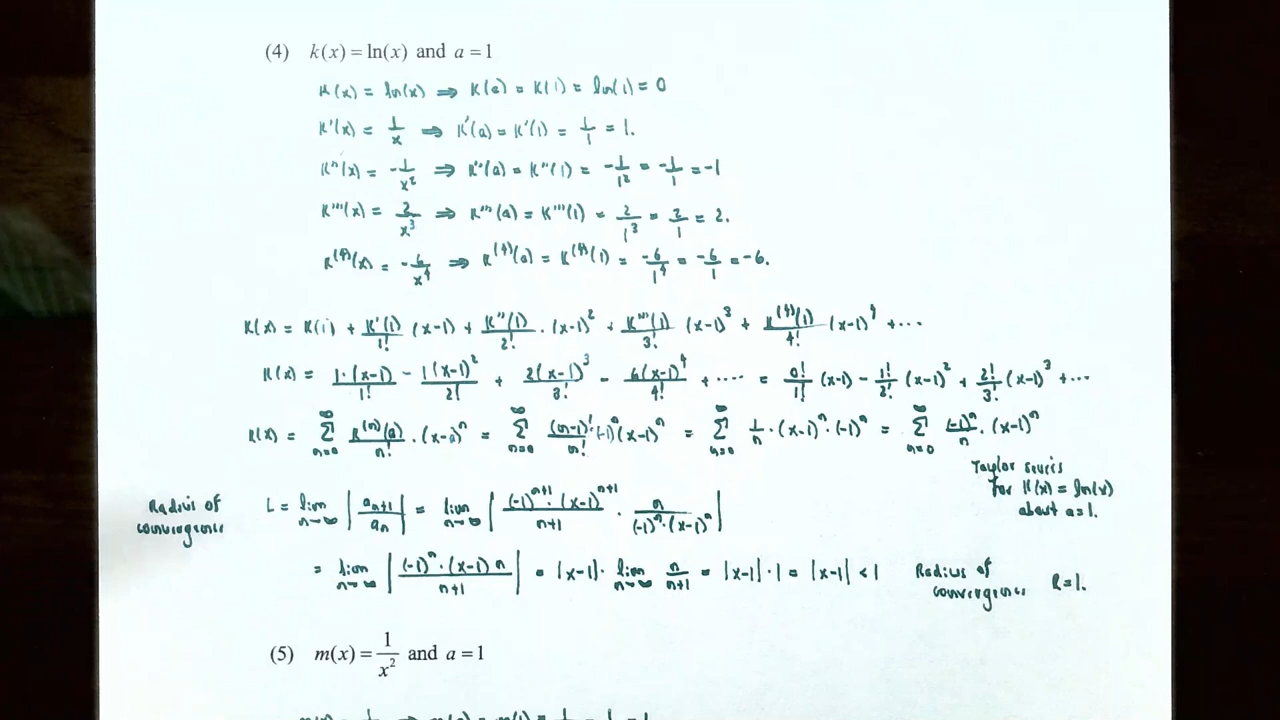 (4) k(x) = ln(x) and a = 1
K(x) = ln(x) ⇒ K(a) = K(1) = ln(1) = 0
K'(x) = 1/x ⇒ K'(a) = K'(1) = 1/1 = 1.
K''(x) = -1/x² ⇒ K''(a) = K''(1) = -1/1² = -1/1 = -1
K'''(x) = 2/x³ ⇒ K'''(a) = K'''(1) = 2/1³ = 2/1 = 2.
K⁽⁴⁾(x) = -6/x⁴ ⇒ K⁽⁴⁾(a) = K⁽⁴⁾(1) = -6/1⁴ = -6/1 = -6.
K(x) = K(1) + K'(1)/1! (x-1) + K''(1)/2! · (x-1)² + K'''(1)/3! (x-1)³ + K⁽⁴⁾(1)/4! (x-1)⁴ + ...
K(x) = 1·(x-1)/1! - 1(x-1)²/2! + 2(x-1)³/3! - 6(x-1)⁴/4! + .... = 0!/1! (x-1) - 1!/2! (x-1)² + 2!/3! (x-1)³ + ...
K(x) = ∑_{n=0}^{∞} K⁽ⁿ⁾(a)/n! · (x-a)ⁿ = ∑_{n=0}^{∞} (n-1)!/n! (-1)ⁿ (x-1)ⁿ = ∑_{n=0}^{∞} 1/n · (x-1)ⁿ · (-1)ⁿ = ∑_{n=0}^{∞} (-1)ⁿ/n · (x-1)ⁿ
Taylor series
for K(x) = ln(x)
about a=1.
Radius of
convergence
L = lim_{n→∞} |a_{n+1}/a_n| = lim_{n→∞} |(-1)ⁿ⁺¹ · (x-1)ⁿ⁺¹/(n+1) · n/((-1)ⁿ · (x-1)ⁿ)|
= lim_{n→∞} |(-1)ⁿ · (x-1) n/(n+1)| = |x-1| · lim_{n→∞} n/(n+1) = |x-1| · 1 = |x-1| < 1
Radius of
convergence R=1.
(5) m(x) = 1/x² and a = 1